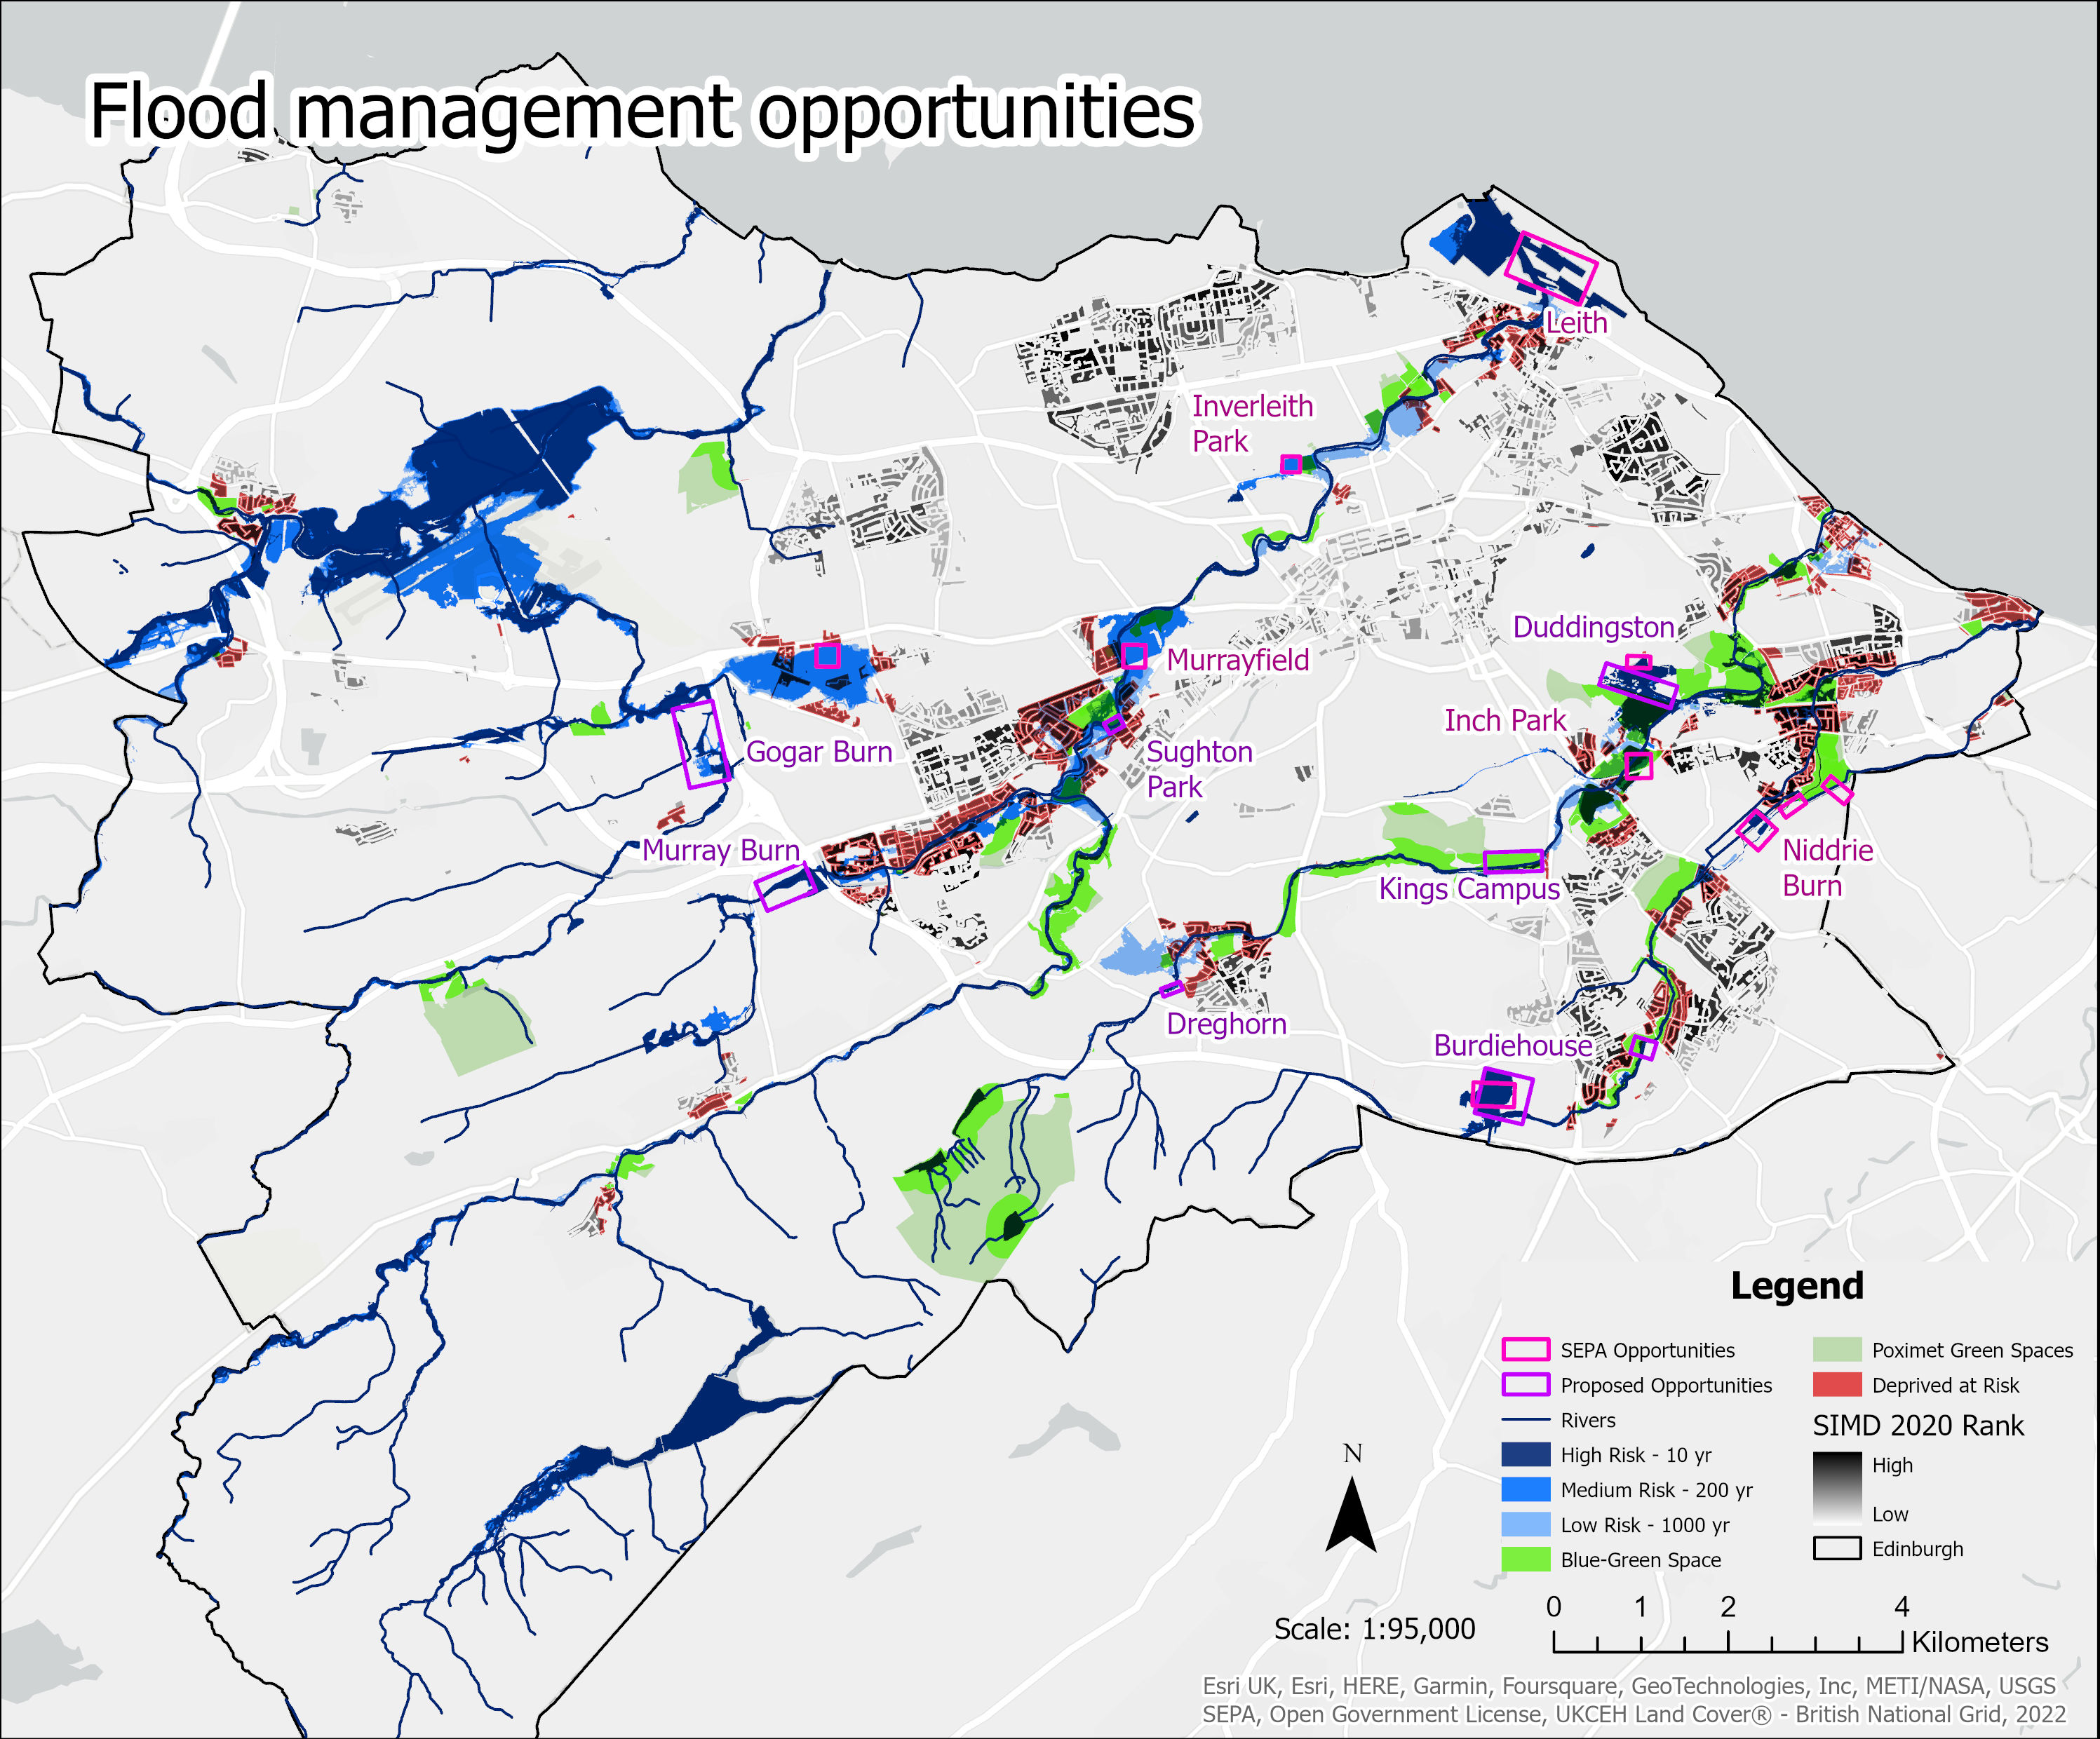 Flood management opportunities
Leith
Inverleith
Park
Duddingston
Murrayfield
Inch Park
Gogar Burn
Sughton
Park
Murray Burn
Niddrie
Burn
Kings Campus
Dreghorn
Burdiehouse
Legend
SEPA Opportunities
Proposed Opportunities
Rivers
High Risk - 10 yr
Medium Risk - 200 yr
Low Risk - 1000 yr
Blue-Green Space
Poximet Green Spaces
Deprived at Risk
SIMD 2020 Rank
High
Low
Edinburgh
N
Scale: 1:95,000
0 1 2 4
Kilometers
Esri UK, Esri, HERE, Garmin, Foursquare, GeoTechnologies, Inc, METI/NASA, USGS
SEPA, Open Government License, UKCEH Land Cover® - British National Grid, 2022